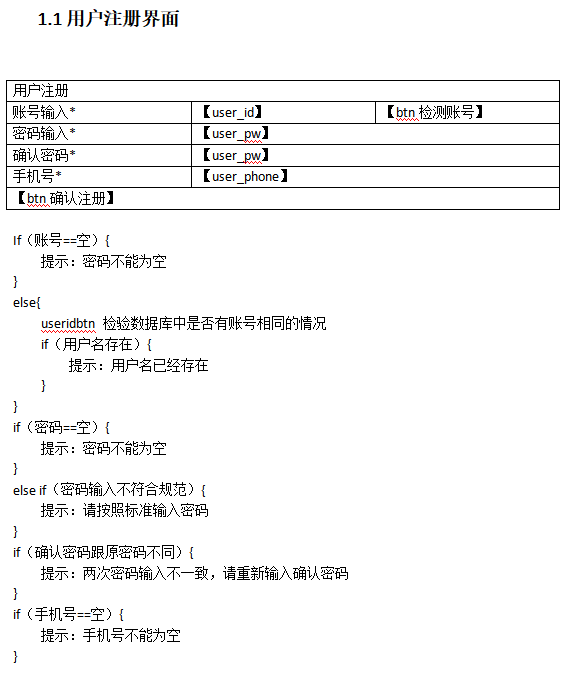 1.1 用户注册界面
用户注册
账号输入* 【user_id】 【btn 检测账号】
密码输入* 【user_pw】
确认密码* 【user_pw】
手机号* 【user_phone】
【btn 确认注册】
If（账号==空）{
提示：密码不能为空
}
else{
useridbtn 检验数据库中是否有账号相同的情况
if（用户名存在）{
提示：用户名已经存在
}
}
if（密码==空）{
提示：密码不能为空
}
else if（密码输入不符合规范）{
提示：请按照标准输入密码
}
if（确认密码跟原密码不同）{
提示：两次密码输入不一致，请重新输入确认密码
}
if（手机号==空）{
提示：手机号不能为空
}